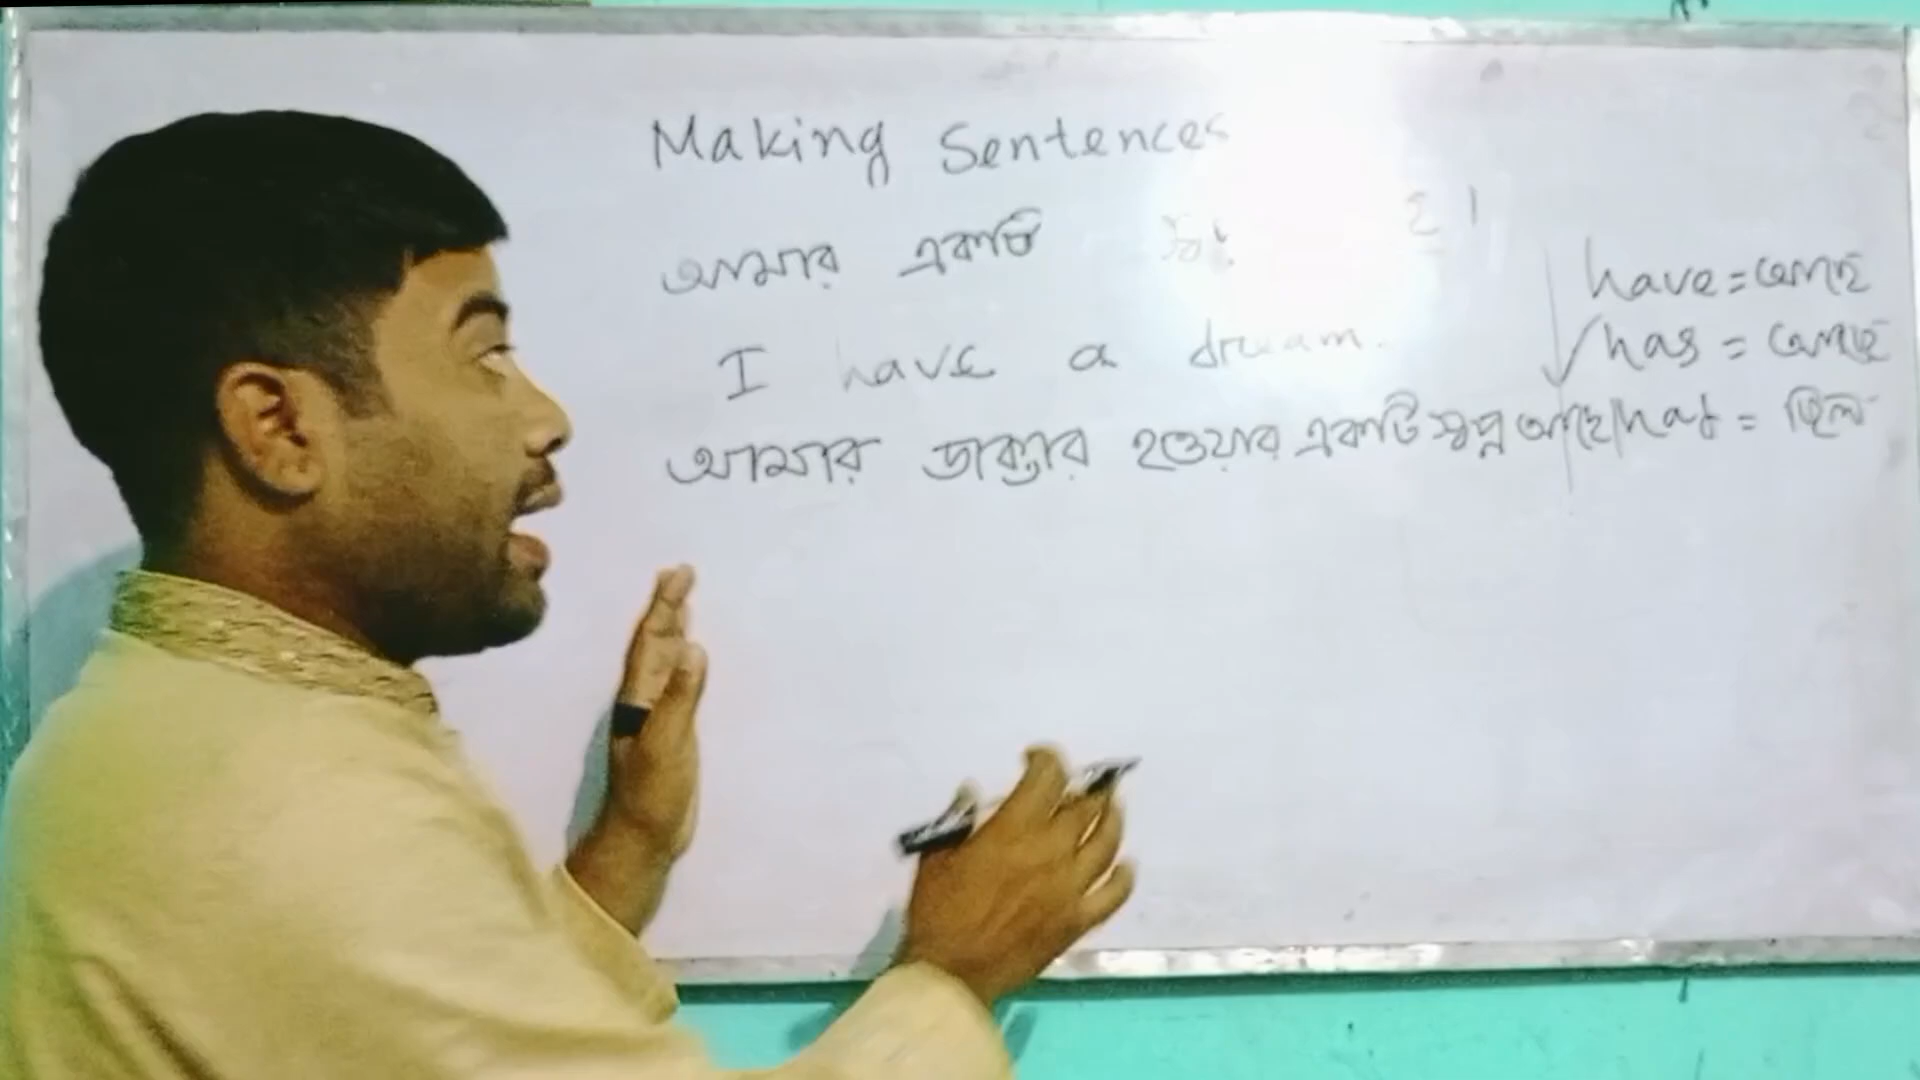 Making Sentences
আমার একটি
I have a dream.
আমার ডাক্তার হওয়ার একটি স্বপ্ন আছে।
have = আছে
has = আছে
had = ছিল